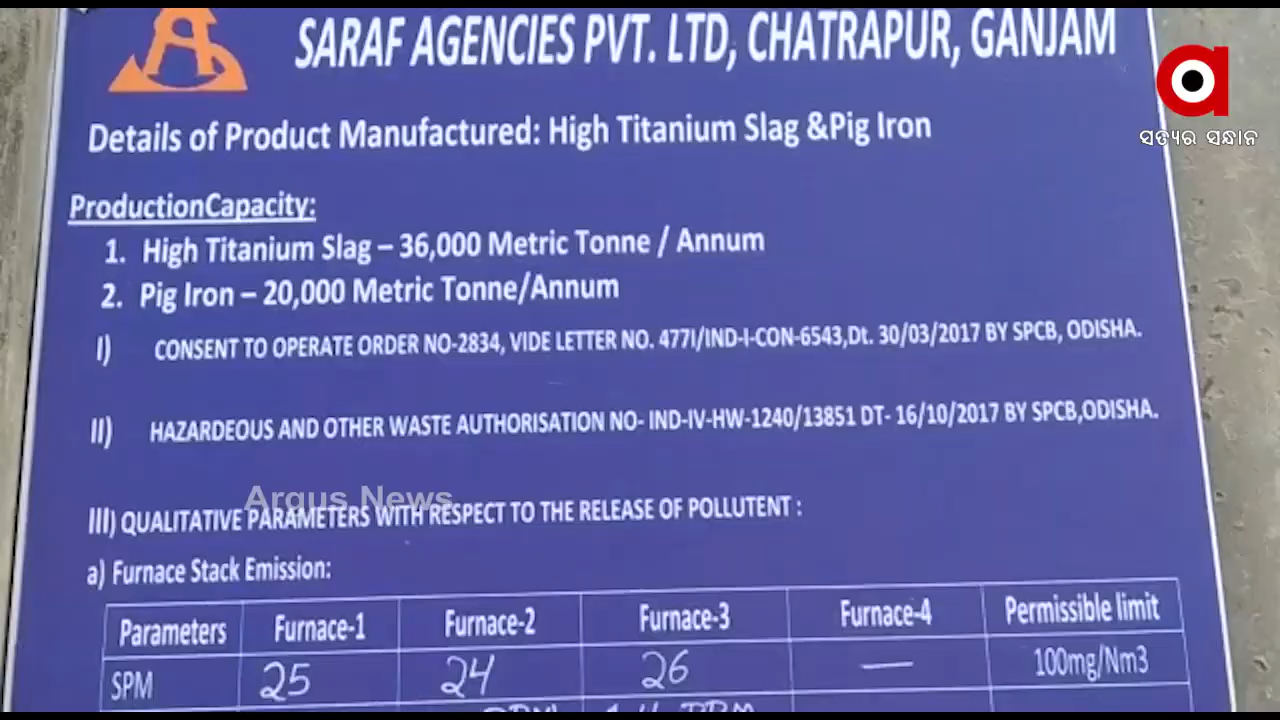 SARAF AGENCIES PVT. LTD, CHATRAPUR, GANJAM
ସତ୍ୟର ସନ୍ଧାନ
Details of Product Manufactured: High Titanium Slag &Pig Iron
ProductionCapacity:
1. High Titanium Slag – 36,000 Metric Tonne / Annum
2. Pig Iron – 20,000 Metric Tonne/Annum
I) CONSENT TO OPERATE ORDER NO-2834, VIDE LETTER NO. 477I/IND-I-CON-6543,Dt. 30/03/2017 BY SPCB, ODISHA.
II) HAZARDEOUS AND OTHER WASTE AUTHORISATION NO- IND-IV-HW-1240/13851 DT- 16/10/2017 BY SPCB,ODISHA.
Argus News
III) QUALITATIVE PARAMETERS WITH RESPECT TO THE RELEASE OF POLLUTENT :
a) Furnace Stack Emission:
Parameters Furnace-1 Furnace-2 Furnace-3 Furnace-4 Permissible limit
SPM 25 24 26 — 100mg/Nm3